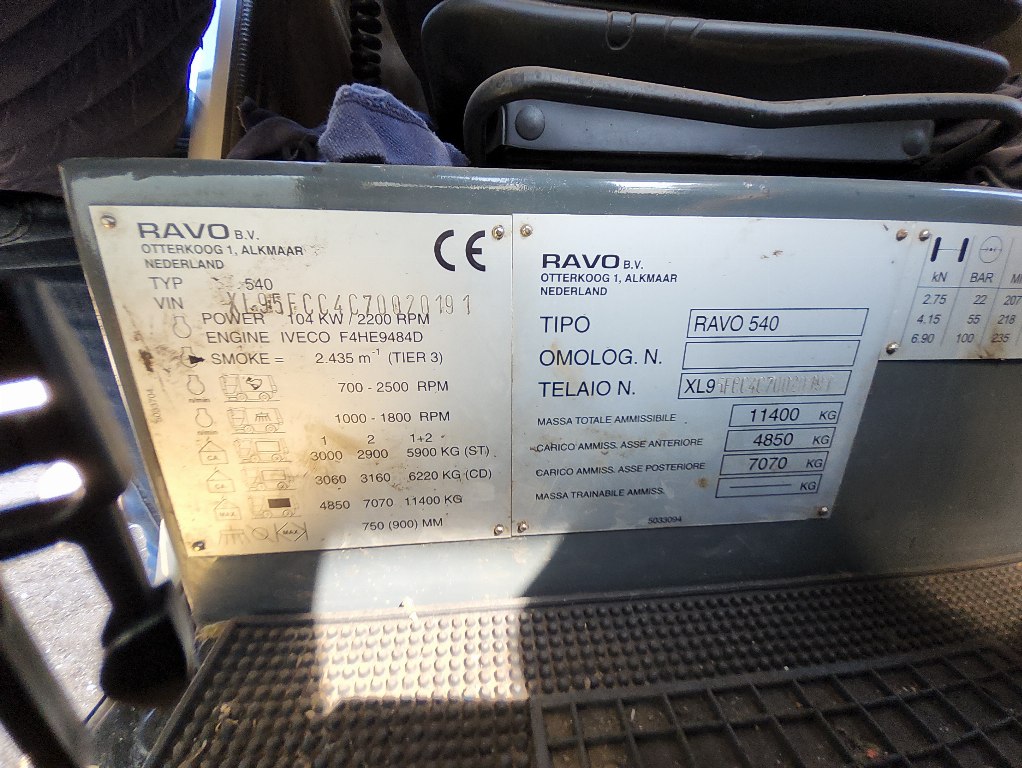 RAVO B.V.
OTTERKOOG 1, ALKMAAR
NEDERLAND
CE
TYP 540
VIN XL95FCC4C70020191
POWER 104 KW / 2200 RPM
ENGINE IVECO F4HE9484D
SMOKE = 2.435 m⁻¹ (TIER 3)
700 - 2500 RPM
n/min
1000 - 1800 RPM
1 2 1+2
3000 2900 5900 KG (ST)
CA
3060 3160 6220 KG (CD)
CA
4850 7070 11400 KG
MAX
750 (900) MM
MAX
RAVO B.V.
OTTERKOOG 1, ALKMAAR
NEDERLAND
TIPO RAVO 540
OMOLOG. N.
TELAIO N. XL9
MASSA TOTALE AMMISSIBILE 11400 KG
CARICO AMMISS. ASSE ANTERIORE 4850 KG
CARICO AMMISS. ASSE POSTERIORE 7070 KG
MASSA TRAINABILE AMMISS. KG
5033094
kN BAR
2.75 22 207
4.15 55 218
6.90 100 235